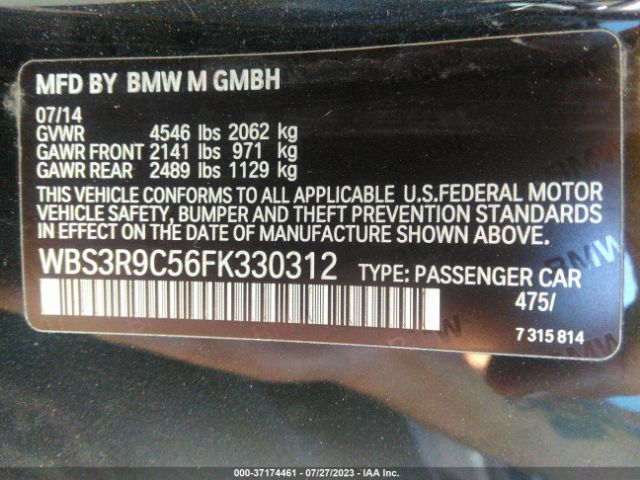 MFD BY BMW M GMBH
07/14
GVWR 4546 lbs 2062 kg
GAWR FRONT 2141 lbs 971 kg
GAWR REAR 2489 lbs 1129 kg
THIS VEHICLE CONFORMS TO ALL APPLICABLE U.S.FEDERAL MOTOR
VEHICLE SAFETY, BUMPER AND THEFT PREVENTION STANDARDS
IN EFFECT ON THE DATE OF MANUFACTURE SHOWN ABOVE.
WBS3R9C56FK330312 TYPE: PASSENGER CAR
475/
7 315 814
000-37174461 - 07/27/2023 - IAA Inc.